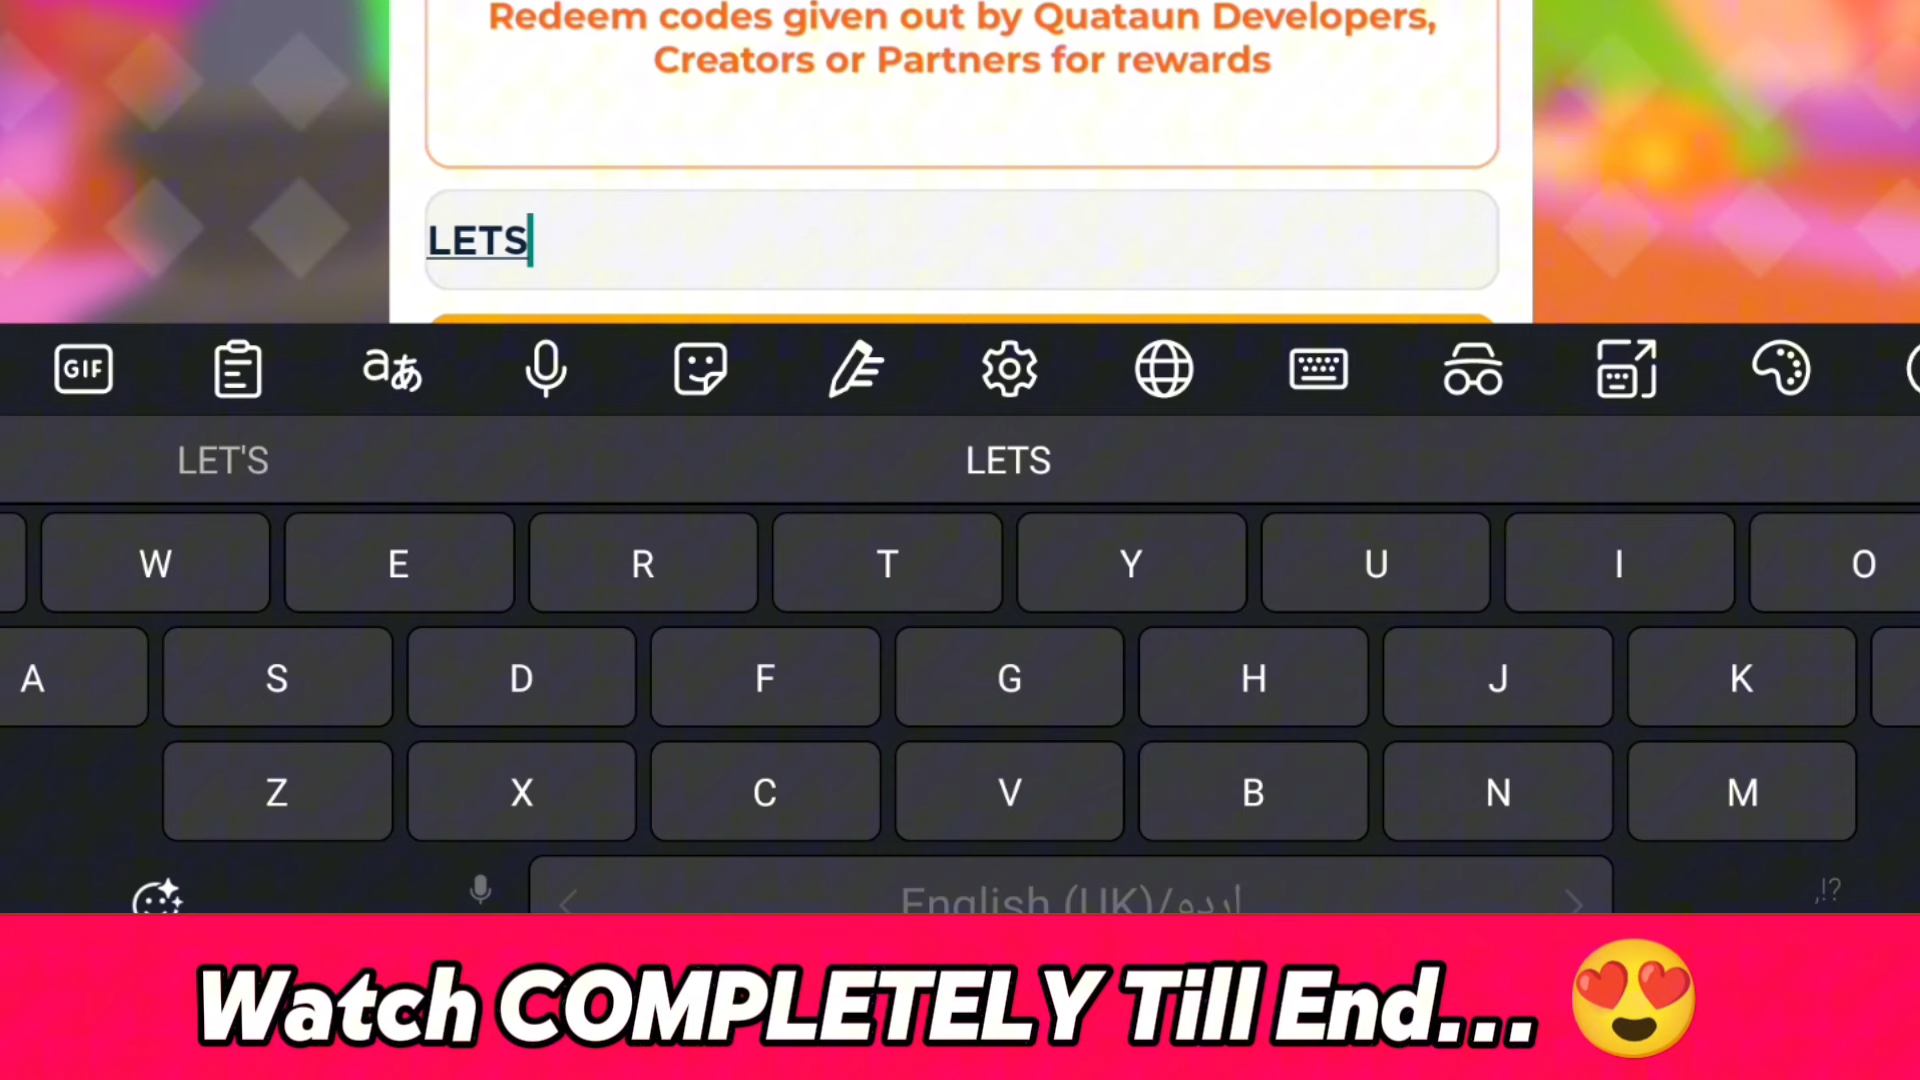 Redeem codes given out by Quataun Developers,
Creators or Partners for rewards
LETS
GIF
aあ
LET'S LETS
W E R T Y U I O
A S D F G H J K
Z X C V B N M
English (UK)/اردو
,!?
Watch COMPLETELY Till End...